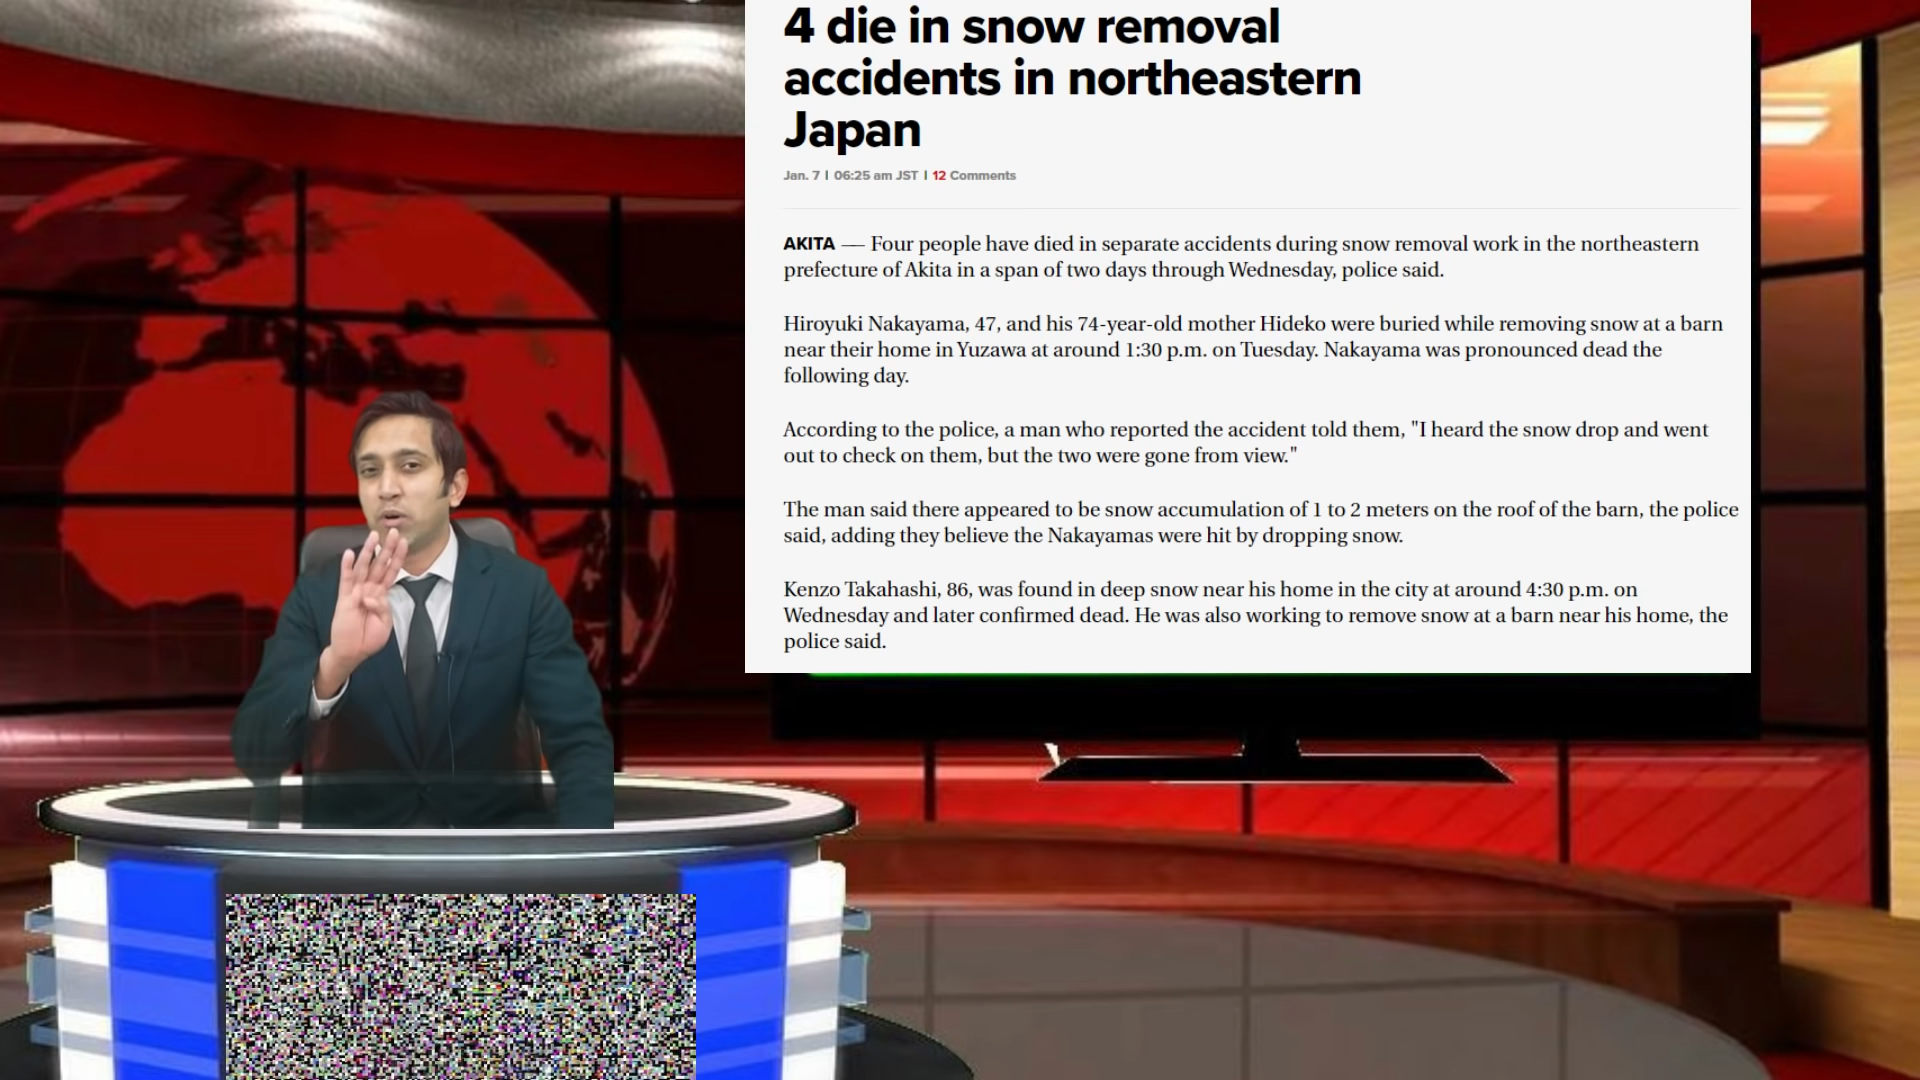 4 die in snow removal
accidents in northeastern
Japan
Jan. 7 | 06:25 am JST | 12 Comments
AKITA — Four people have died in separate accidents during snow removal work in the northeastern
prefecture of Akita in a span of two days through Wednesday, police said.
Hiroyuki Nakayama, 47, and his 74-year-old mother Hideko were buried while removing snow at a barn
near their home in Yuzawa at around 1:30 p.m. on Tuesday. Nakayama was pronounced dead the
following day.
According to the police, a man who reported the accident told them, "I heard the snow drop and went
out to check on them, but the two were gone from view."
The man said there appeared to be snow accumulation of 1 to 2 meters on the roof of the barn, the police
said, adding they believe the Nakayamas were hit by dropping snow.
Kenzo Takahashi, 86, was found in deep snow near his home in the city at around 4:30 p.m. on
Wednesday and later confirmed dead. He was also working to remove snow at a barn near his home, the
police said.